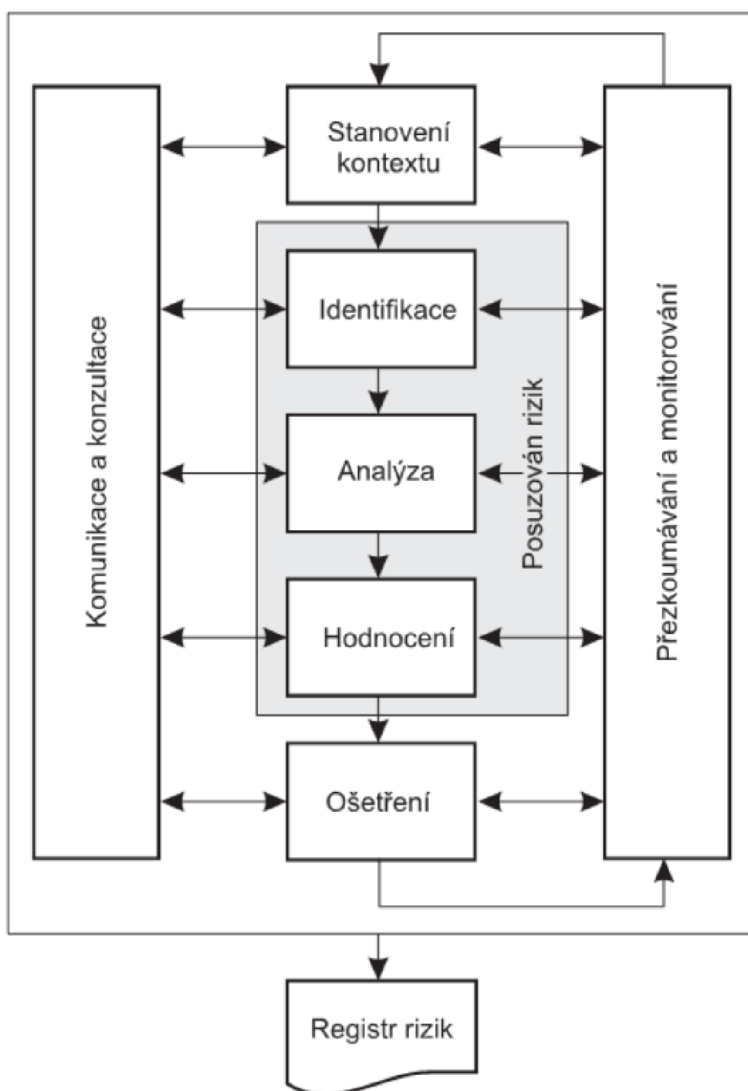 Stanovení
kontextu
Identifikace
Analýza
Hodnocení
Ošetření
Komunikace a konzultace
Posuzován rizik
Přezkoumávání a monitorování
Registr rizik